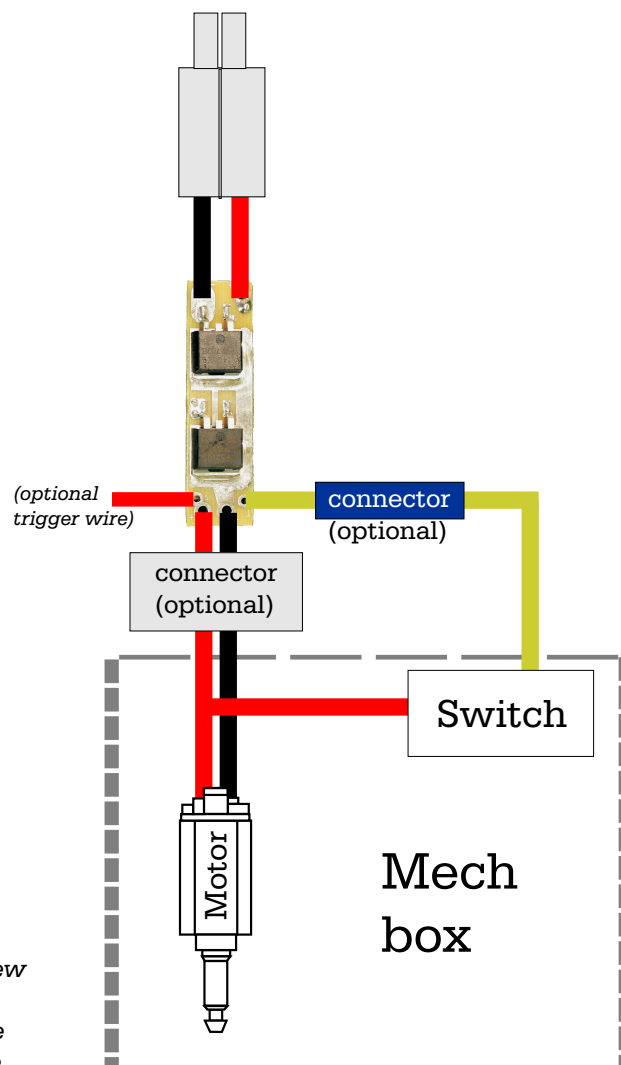 (optional
trigger wire)
connector
(optional)
connector
(optional)
Switch
Motor
Mech
box